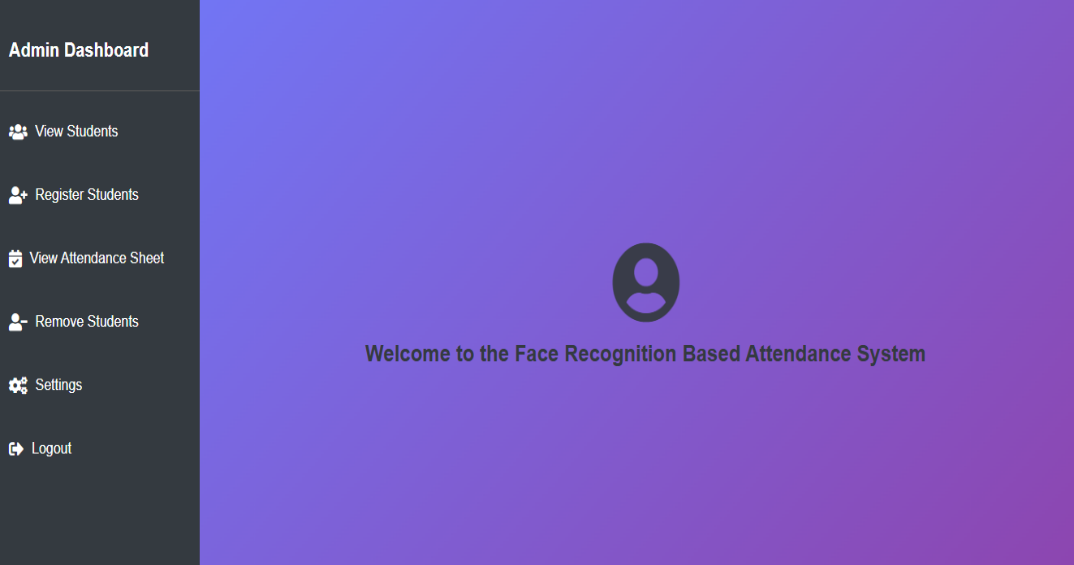 Admin Dashboard
View Students
Register Students
View Attendance Sheet
Remove Students
Settings
Logout
Welcome to the Face Recognition Based Attendance System